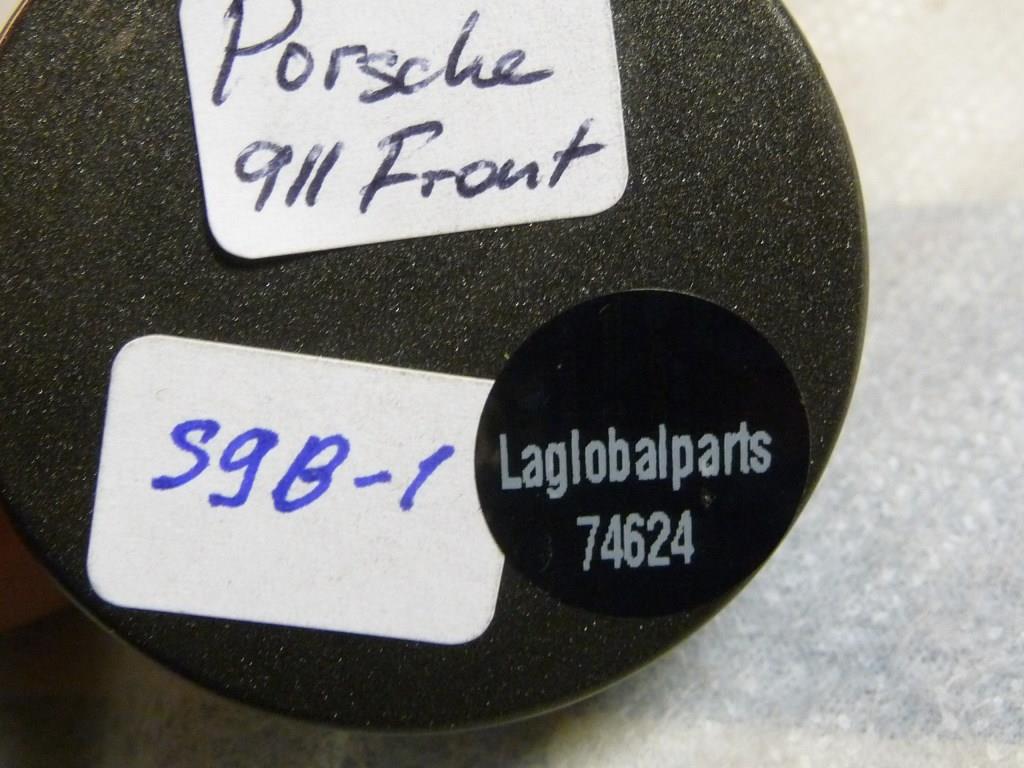 Porsche
911 Front
S9B-1
Laglobalparts
74624